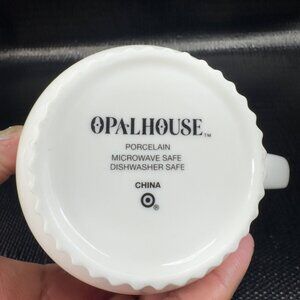 OPALHOUSE™
PORCELAIN
MICROWAVE SAFE
DISHWASHER SAFE
CHINA
®